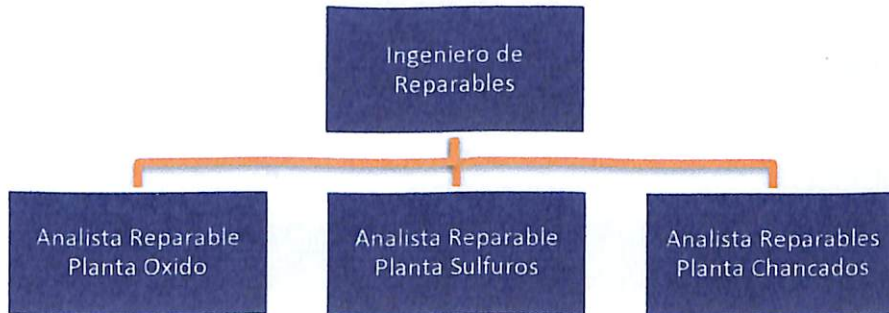 Ingeniero de
Reparables
Analista Reparable
Planta Oxido
Analista Reparable
Planta Sulfuros
Analista Reparables
Planta Chancados